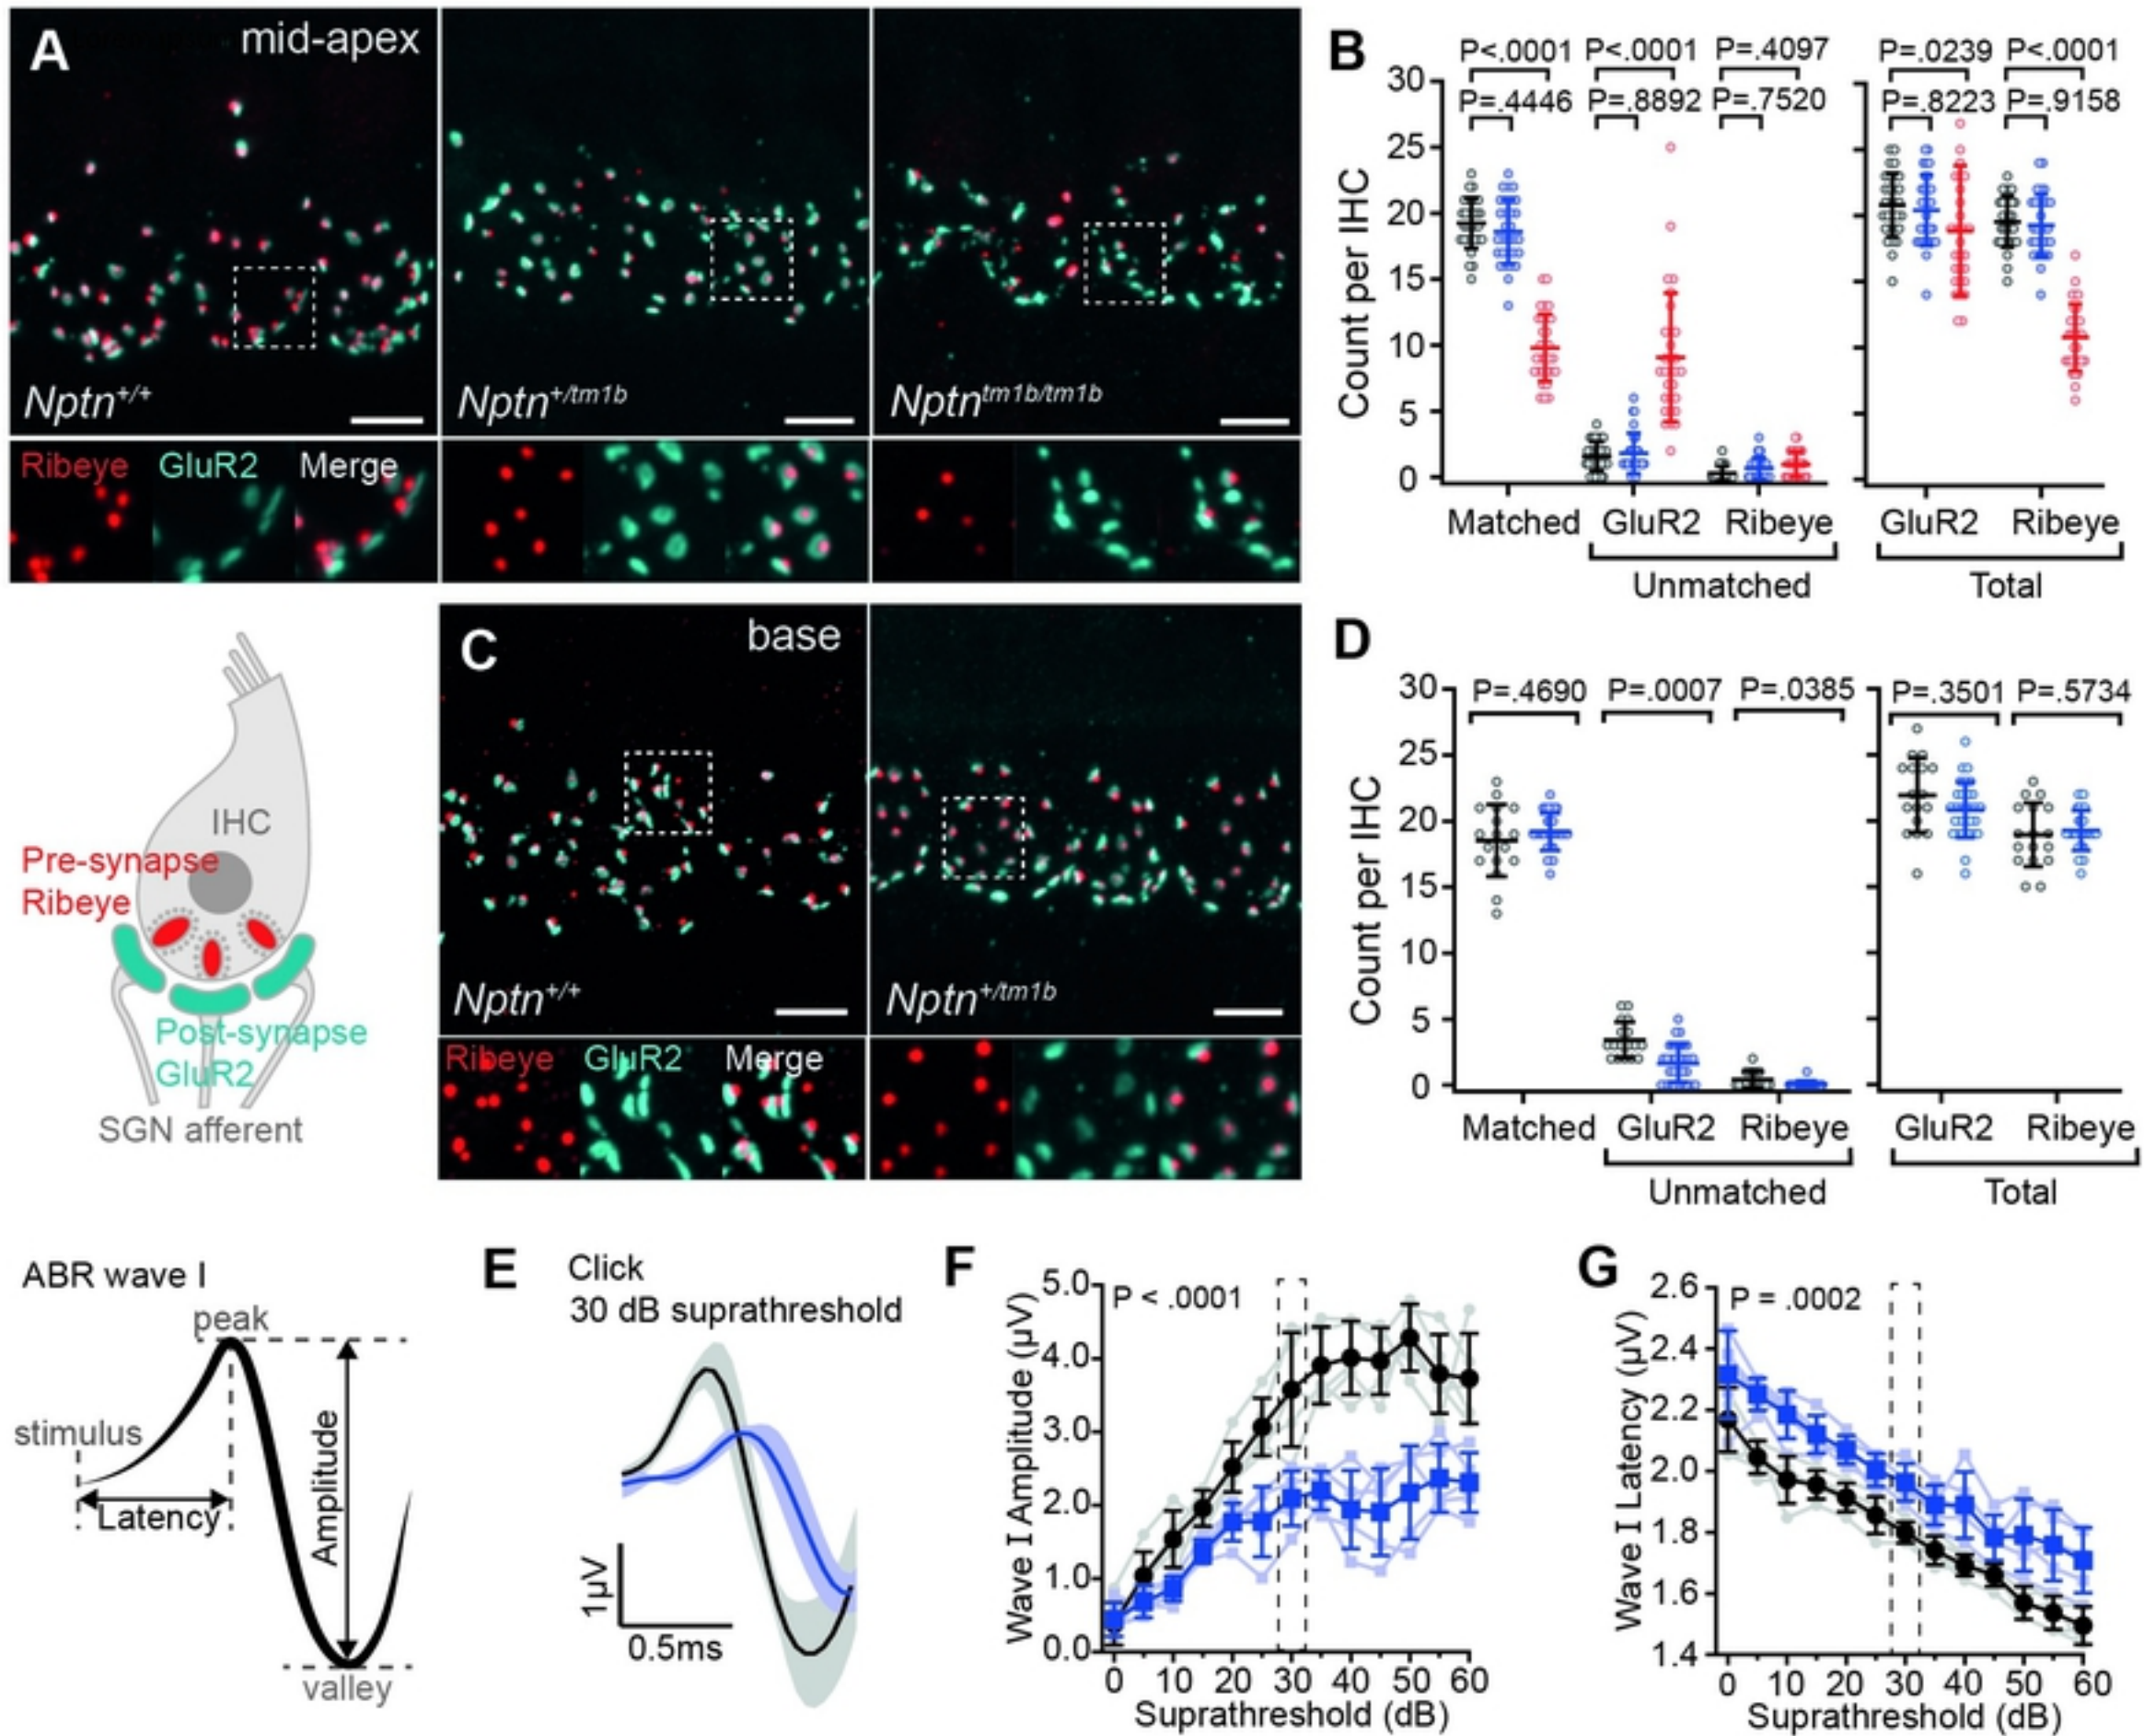 A
mid-apex
Nptn+/+
Nptn+/tm1b
Nptntm1b/tm1b
Ribeye
GluR2
Merge
B
P<.0001
P<.0001
P=.4097
P=.0239
P<.0001
P=.4446
P=.8892
P=.7520
P=.8223
P=.9158
Count per IHC
30
25
20
15
10
5
0
Matched
GluR2
Ribeye
GluR2
Ribeye
Unmatched
Total
IHC
Pre-synapse
Ribeye
Post-synapse
GluR2
SGN afferent
C
base
Nptn+/+
Nptn+/tm1b
Ribeye
GluR2
Merge
D
P=.4690
P=.0007
P=.0385
P=.3501
P=.5734
Count per IHC
30
25
20
15
10
5
0
Matched
GluR2
Ribeye
GluR2
Ribeye
Unmatched
Total
ABR wave I
peak
stimulus
Latency
Amplitude
valley
E
Click
30 dB suprathreshold
1µV
0.5ms
F
P < .0001
Wave I Amplitude (µV)
5.0
4.0
3.0
2.0
1.0
0.0
0 10 20 30 40 50 60
Suprathreshold (dB)
G
P = .0002
Wave I Latency (µV)
2.6
2.4
2.2
2.0
1.8
1.6
1.4
0 10 20 30 40 50 60
Suprathreshold (dB)